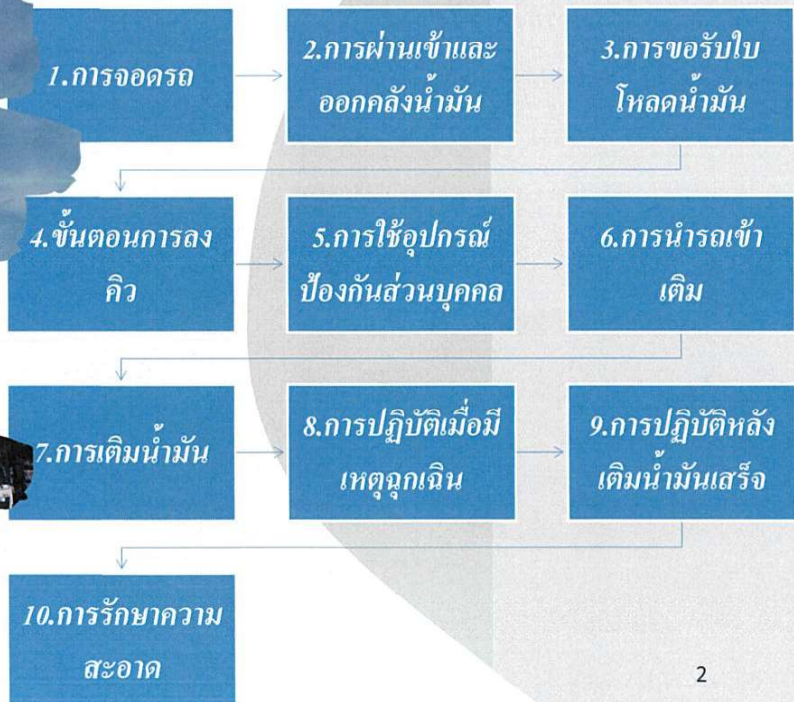 1.การจอดรถ
2.การผ่านเข้าและ
ออกคลังน้ำมัน
3.การขอรับใบ
โหลดน้ำมัน
4.ขั้นตอนการลง
คิว
5.การใช้อุปกรณ์
ป้องกันส่วนบุคคล
6.การนำรถเข้า
เติม
7.การเติมน้ำมัน
8.การปฏิบัติเมื่อมี
เหตุฉุกเฉิน
9.การปฏิบัติหลัง
เติมน้ำมันเสร็จ
10.การรักษาความ
สะอาด
2